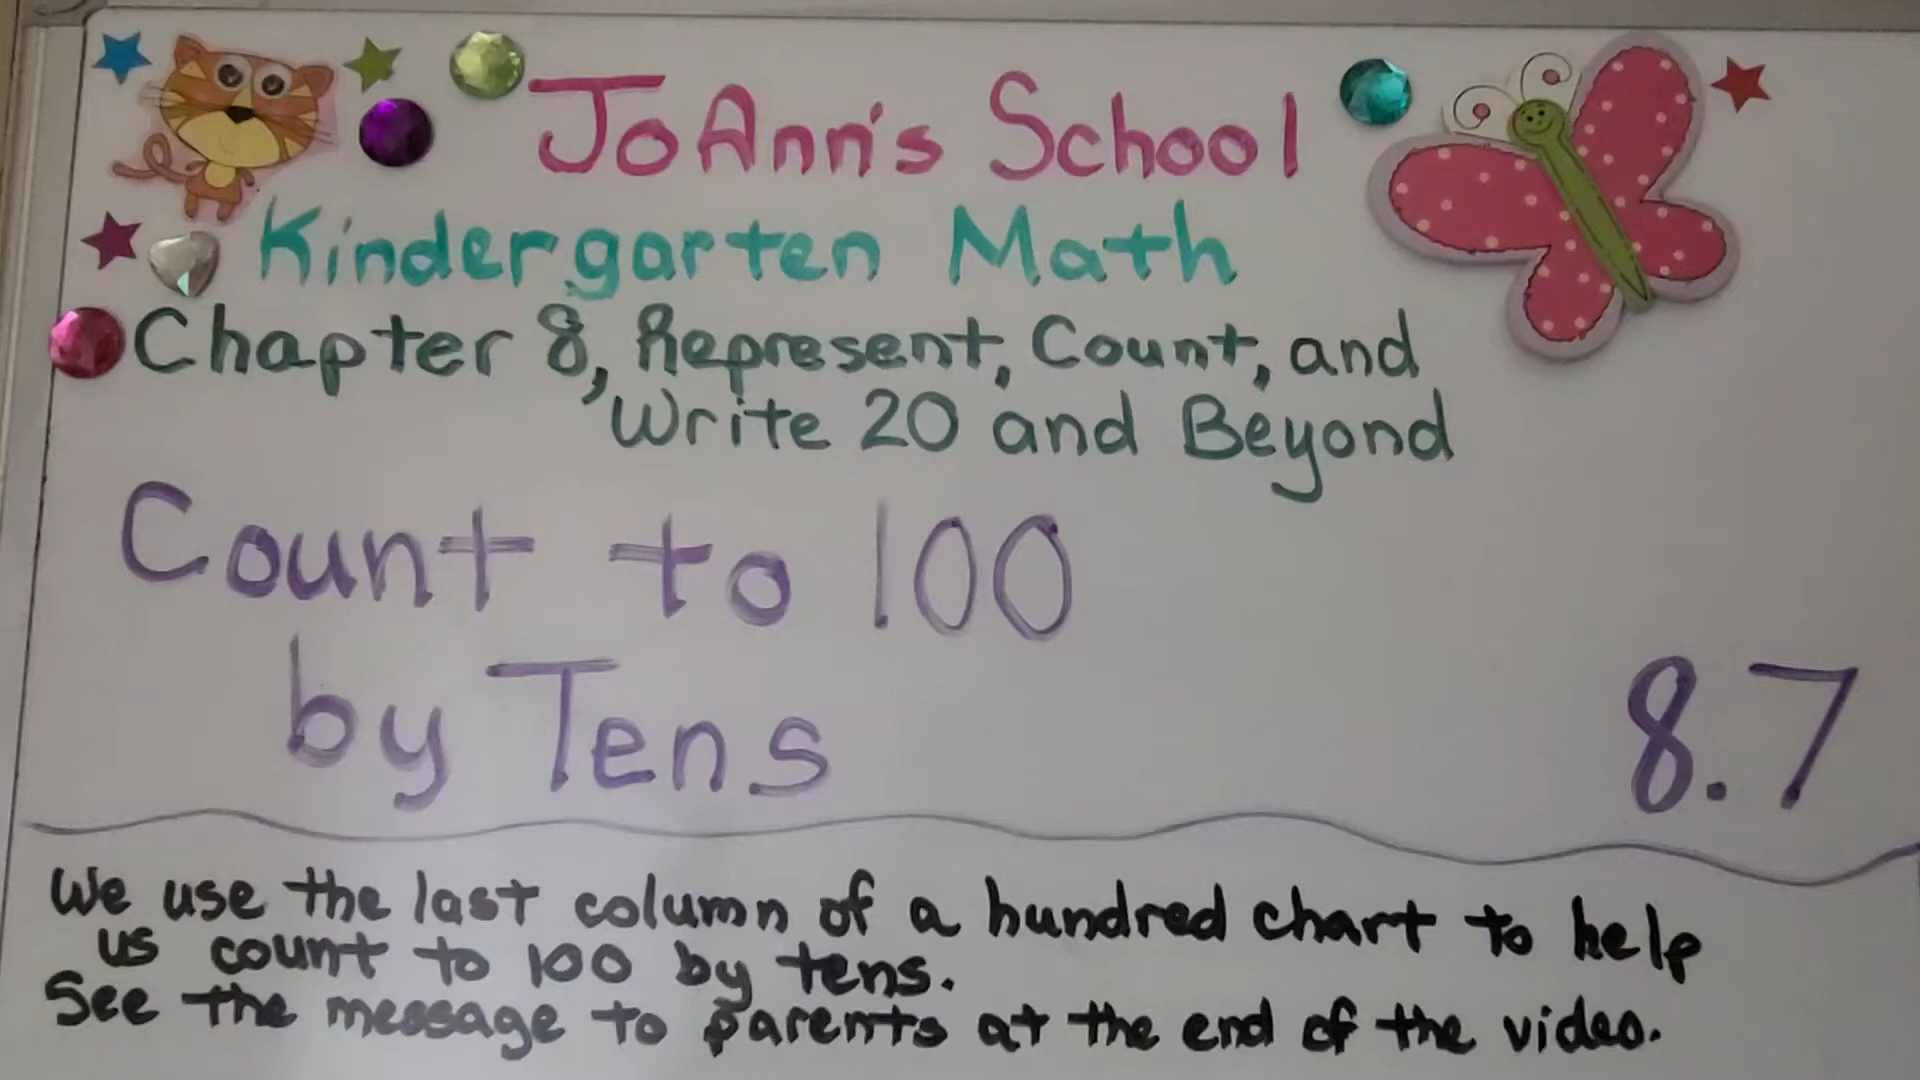 JoAnn's School
Kindergarten Math
Chapter 8, Represent, Count, and
Write 20 and Beyond
Count to 100
by Tens
8.7
We use the last column of a hundred chart to help
us count to 100 by tens.
See the message to parents at the end of the video.